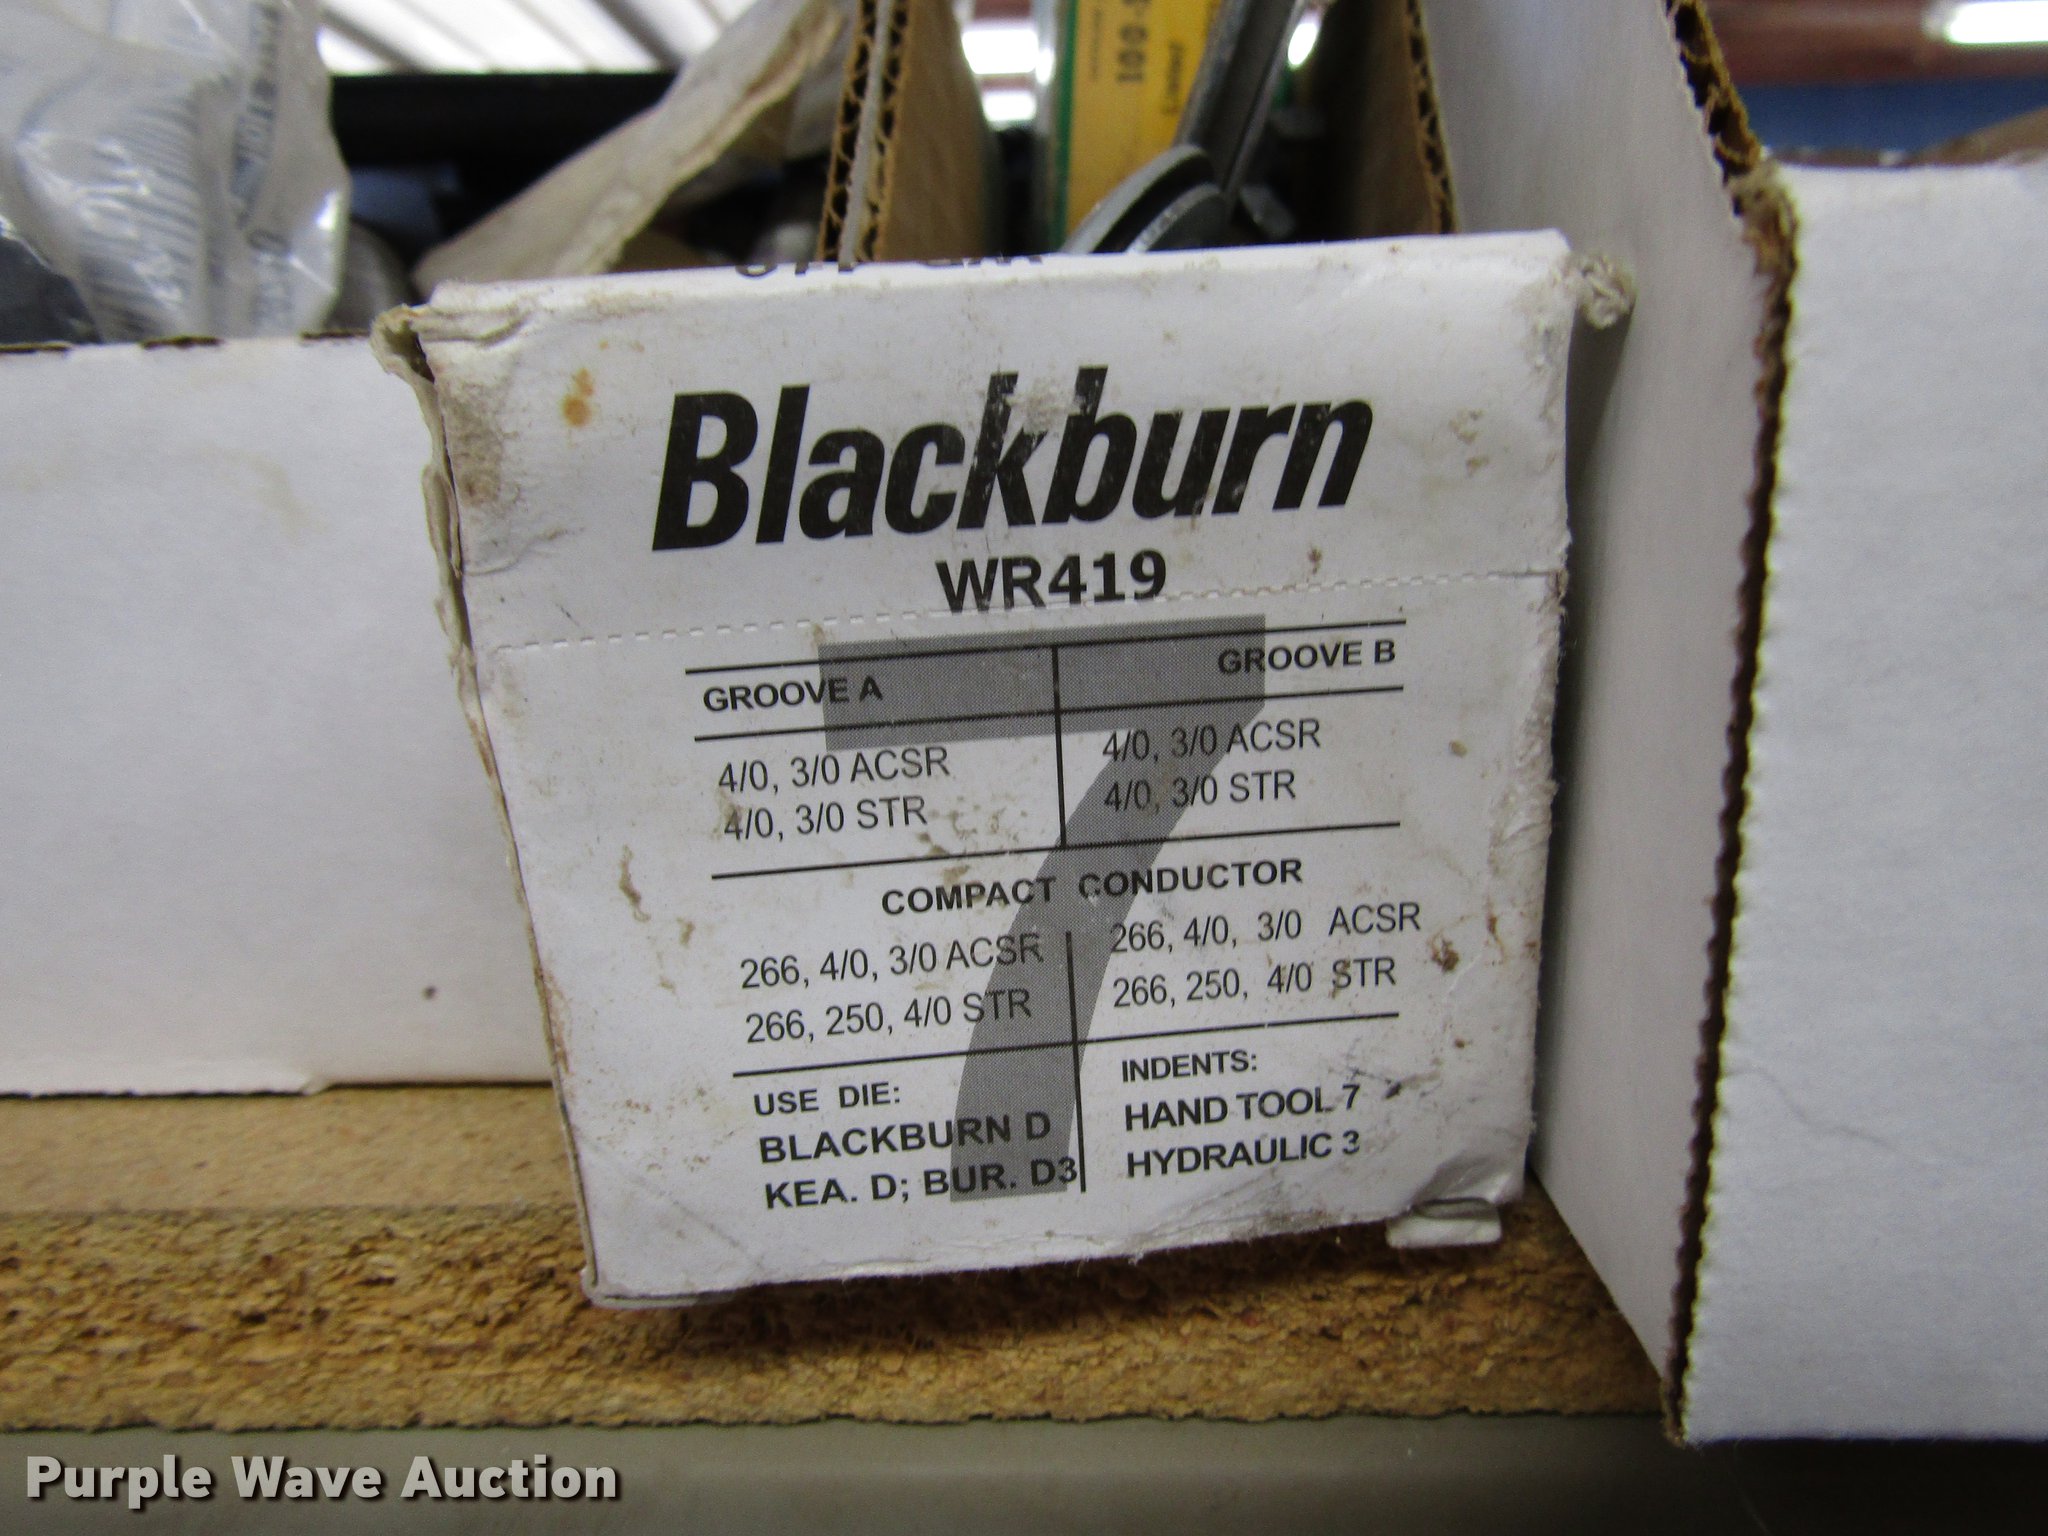 100-
Blackburn
WR419
7
GROOVE A GROOVE B
4/0, 3/0 ACSR 4/0, 3/0 ACSR
4/0, 3/0 STR 4/0, 3/0 STR
COMPACT CONDUCTOR
266, 4/0, 3/0 ACSR 266, 4/0, 3/0 ACSR
266, 250, 4/0 STR 266, 250, 4/0 STR
USE DIE: INDENTS:
BLACKBURN D HAND TOOL 7
KEA. D; BUR. D3 HYDRAULIC 3
Purple Wave Auction